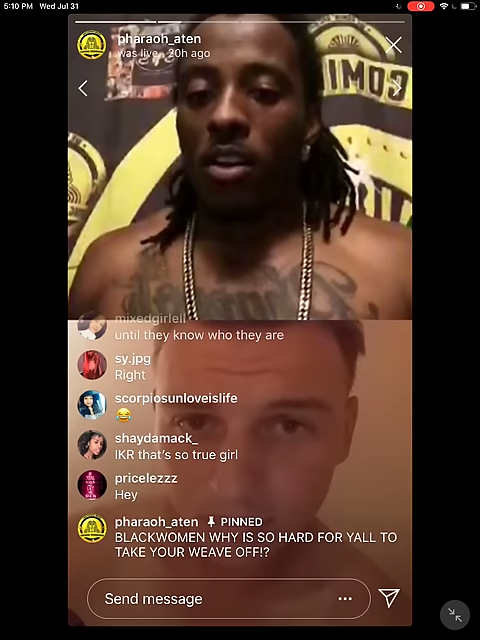 5:10 PM Wed Jul 31
pharaoh_aten
was live · 20h ago
mixedgirlell
until they know who they are
sy.jpg
Right
scorpiosunloveislife
😂
shaydamack_
IKR that's so true girl
pricelezzz
Hey
pharaoh_aten PINNED
BLACKWOMEN WHY IS SO HARD FOR YALL TO
TAKE YOUR WEAVE OFF!?
Send message